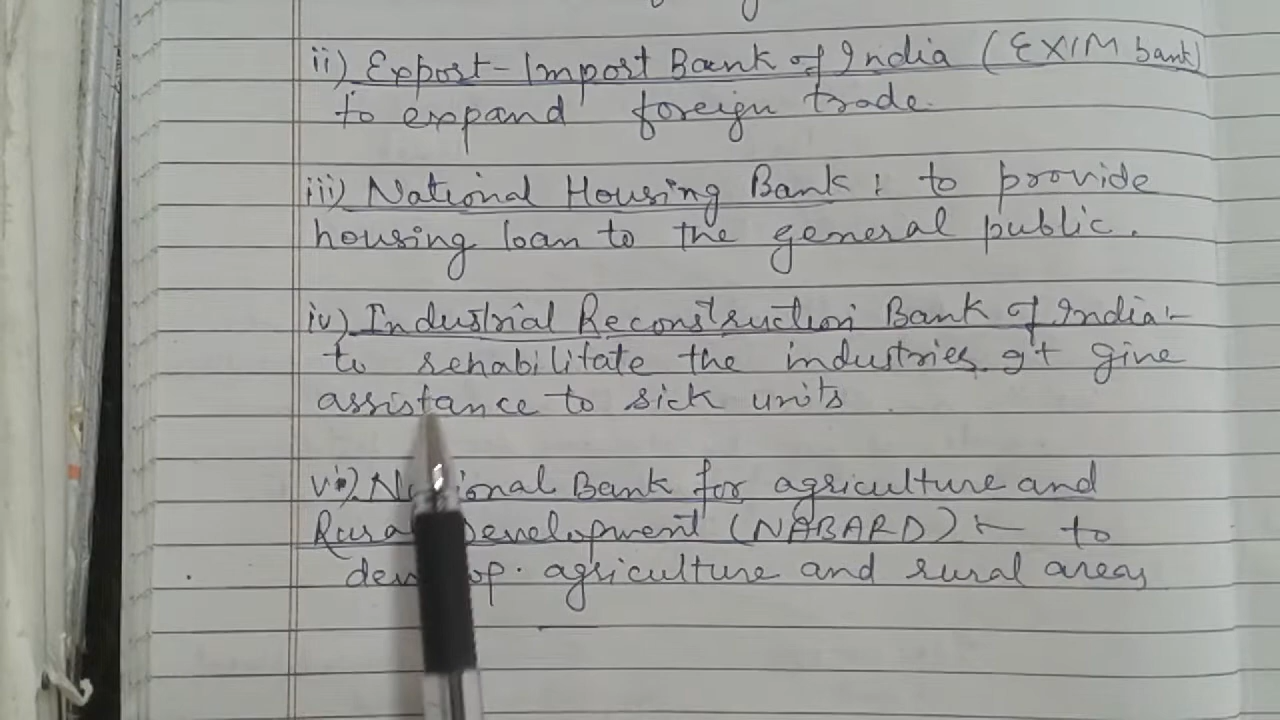 ii) Export-Import Bank of India (EXIM bank)
to expand foreign trade.
iii) National Housing Bank : to provide
housing loan to the general public.
iv) Industrial Reconstruction Bank of India :-
to rehabilitate the industries. It give
assistance to sick units
v) Bank for agriculture and
Development (NABARD) :- to
agriculture and rural areas